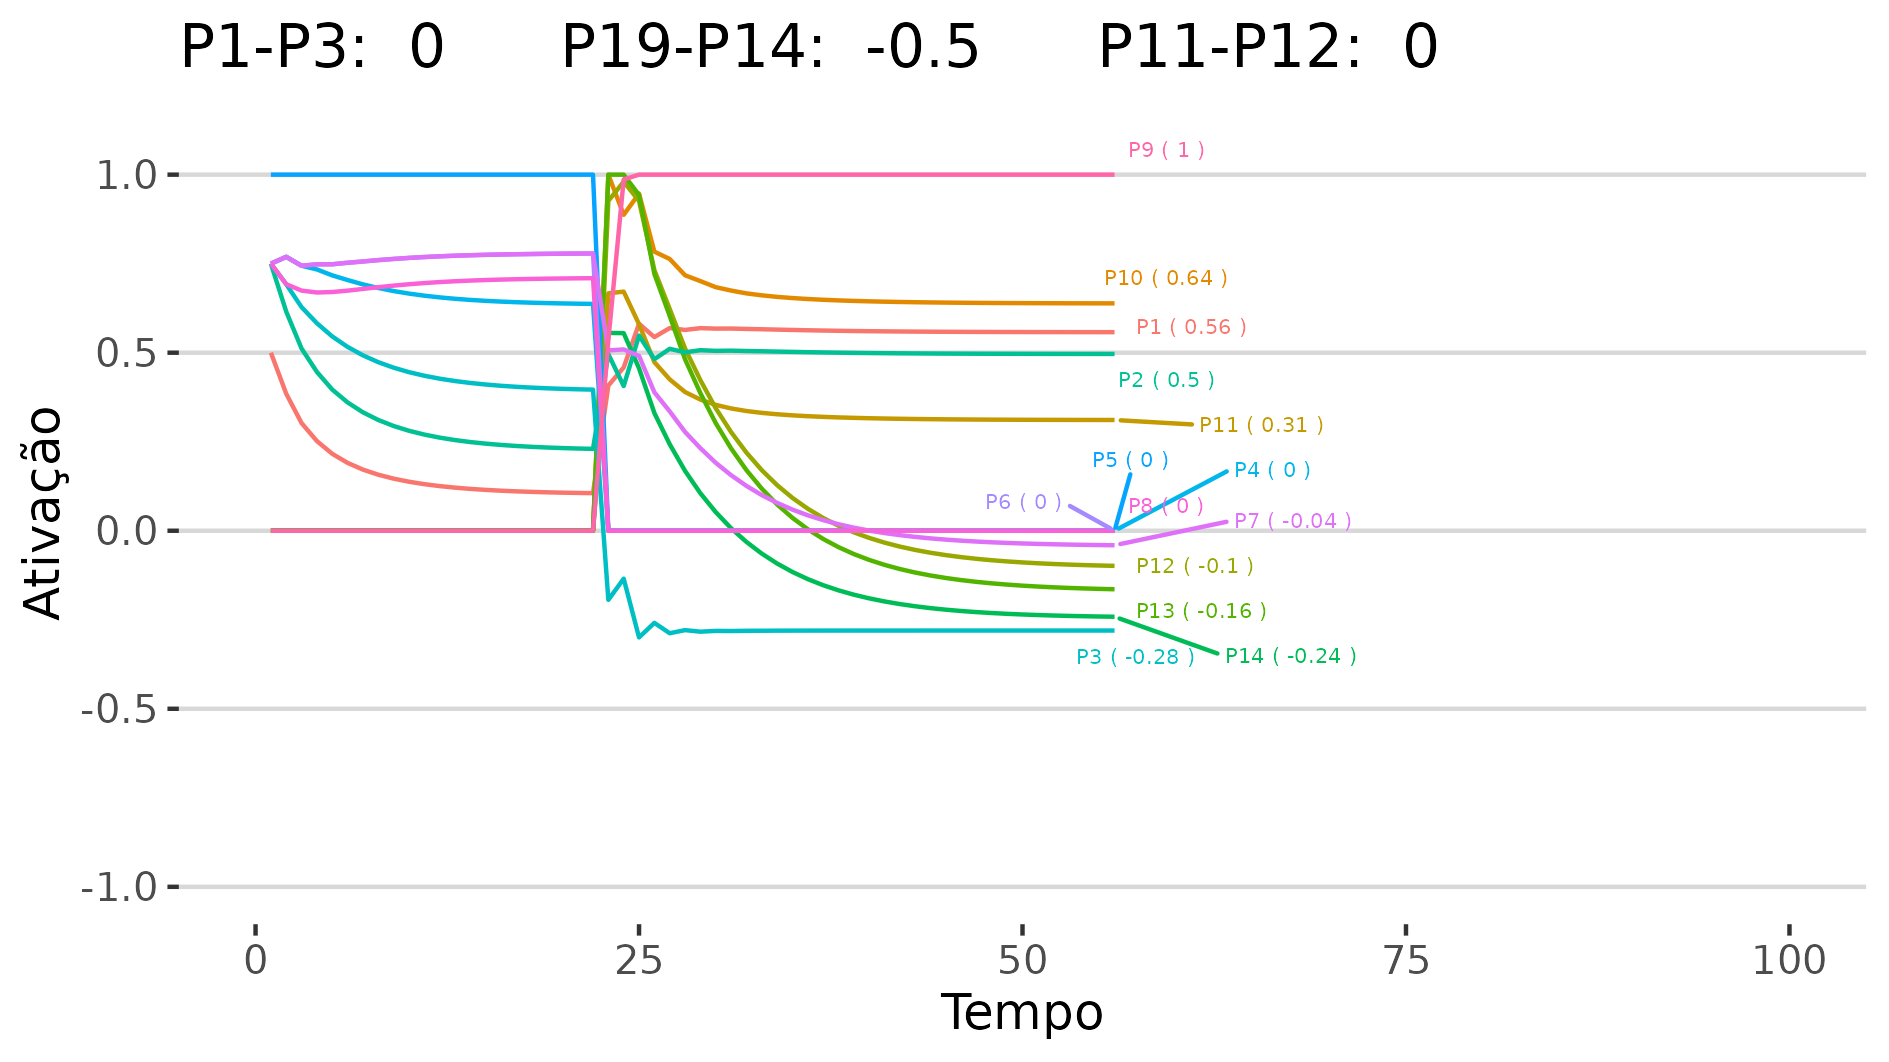 P1-P3:  0      P19-P14:  -0.5      P11-P12:  0
P9 ( 1 )
1.0
P10 ( 0.64 )
P1 ( 0.56 )
0.5
P2 ( 0.5 )
P11 ( 0.31 )
P5 ( 0 )
P4 ( 0 )
P6 ( 0 )
P8 ( 0 )
P7 ( -0.04 )
0.0
P12 ( -0.1 )
P13 ( -0.16 )
P3 ( -0.28 )
P14 ( -0.24 )
-0.5
-1.0
Ativação
0 25 50 75 100
Tempo